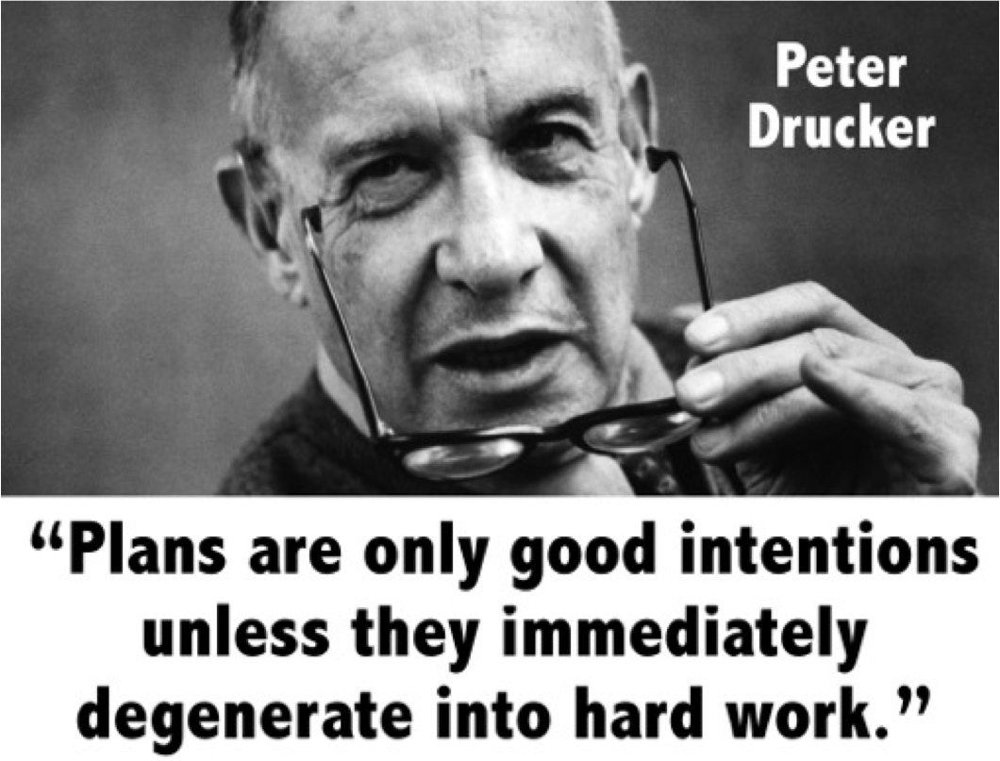 Peter
Drucker
“Plans are only good intentions
unless they immediately
degenerate into hard work.”